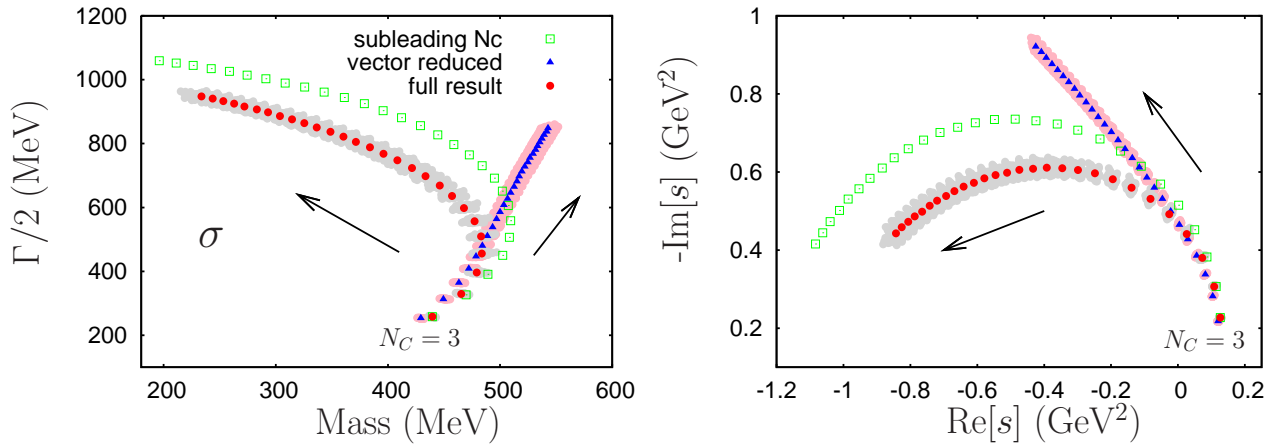 1200
1000
800
600
400
200
Γ/2 (MeV)
subleading Nc
vector reduced
full result
σ
N_C = 3
200
300
400
500
600
Mass (MeV)
1
0.8
0.6
0.4
0.2
-Im[s] (GeV²)
N_C = 3
-1.2
-1
-0.8
-0.6
-0.4
-0.2
0
0.2
Re[s] (GeV²)